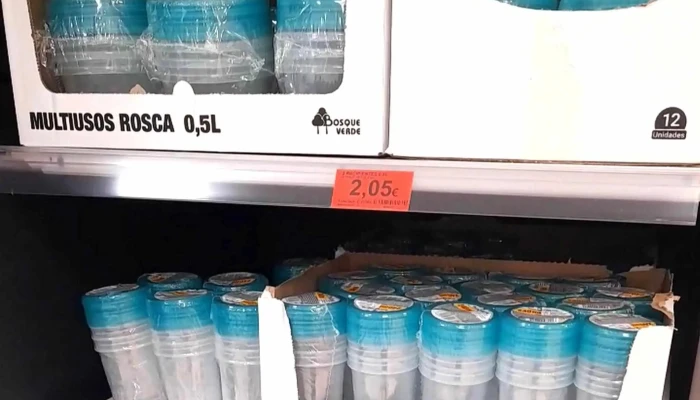 MULTIUSOS ROSCA 0,5L
BOSQUE
VERDE
12
Unidades
2,05€